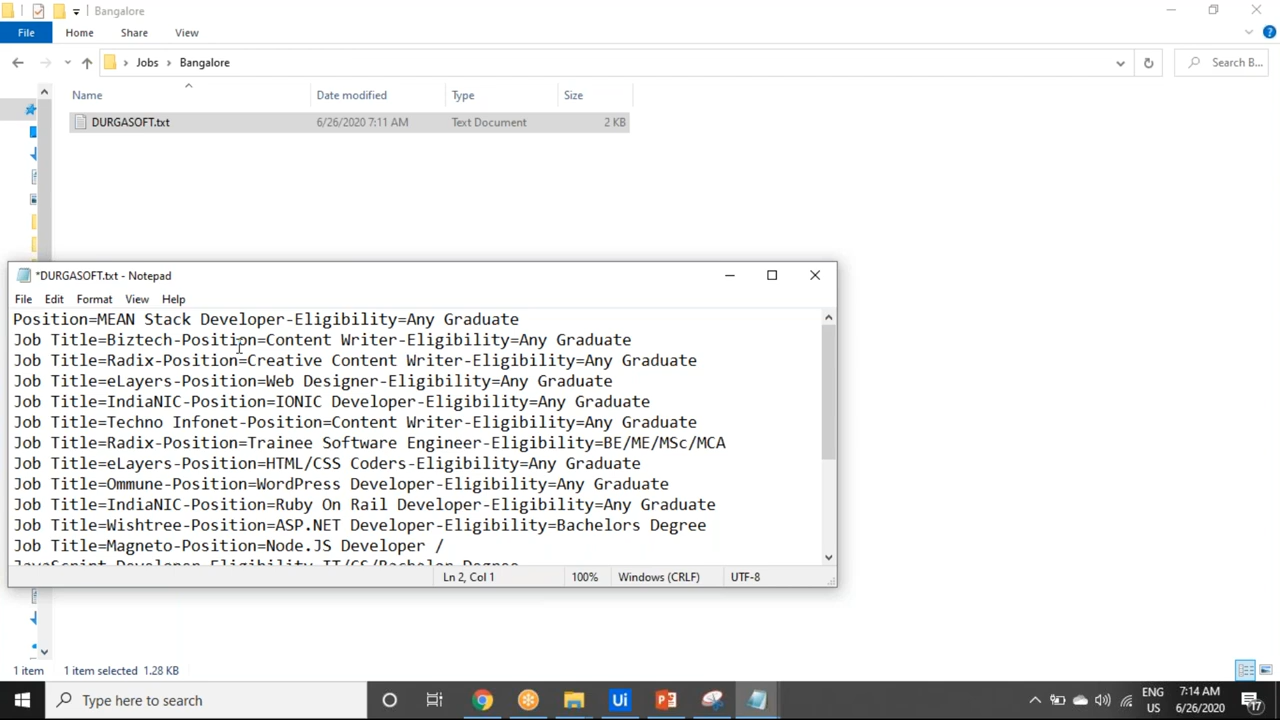 Bangalore
File Home Share View
Jobs Bangalore
Search B...
Name Date modified Type Size
DURGASOFT.txt 6/26/2020 7:11 AM Text Document 2 KB
*DURGASOFT.txt - Notepad
File Edit Format View Help
Position=MEAN Stack Developer-Eligibility=Any Graduate
Job Title=Biztech-Position=Content Writer-Eligibility=Any Graduate
Job Title=Radix-Position=Creative Content Writer-Eligibility=Any Graduate
Job Title=eLayers-Position=Web Designer-Eligibility=Any Graduate
Job Title=IndiaNIC-Position=IONIC Developer-Eligibility=Any Graduate
Job Title=Techno Infonet-Position=Content Writer-Eligibility=Any Graduate
Job Title=Radix-Position=Trainee Software Engineer-Eligibility=BE/ME/MSc/MCA
Job Title=eLayers-Position=HTML/CSS Coders-Eligibility=Any Graduate
Job Title=Ommune-Position=WordPress Developer-Eligibility=Any Graduate
Job Title=IndiaNIC-Position=Ruby On Rail Developer-Eligibility=Any Graduate
Job Title=Wishtree-Position=ASP.NET Developer-Eligibility=Bachelors Degree
Job Title=Magneto-Position=Node.JS Developer /
JavaScript Developer-Eligibility=IT/CS/Bachelor Degree
Ln 2, Col 1 100% Windows (CRLF) UTF-8
1 item 1 item selected 1.28 KB
Type here to search
Ui
ENG
US
7:14 AM
6/26/2020
17